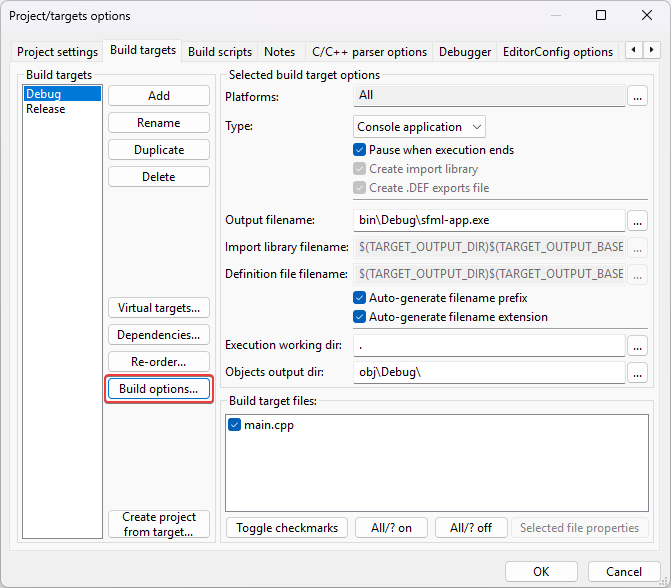 Project/targets options
Project settings
Build targets
Build scripts
Notes
C/C++ parser options
Debugger
EditorConfig options
Build targets
Debug
Release
Add
Rename
Duplicate
Delete
Virtual targets...
Dependencies...
Re-order...
Build options...
Create project
from target...
Selected build target options
Platforms:
All
...
Type:
Console application
Pause when execution ends
Create import library
Create .DEF exports file
Output filename:
bin\Debug\sfml-app.exe
...
Import library filename:
$(TARGET_OUTPUT_DIR)$(TARGET_OUTPUT_BASE
...
Definition file filename:
$(TARGET_OUTPUT_DIR)$(TARGET_OUTPUT_BASE
...
Auto-generate filename prefix
Auto-generate filename extension
Execution working dir:
.
...
Objects output dir:
obj\Debug\
...
Build target files:
main.cpp
Toggle checkmarks
All/? on
All/? off
Selected file properties
OK
Cancel